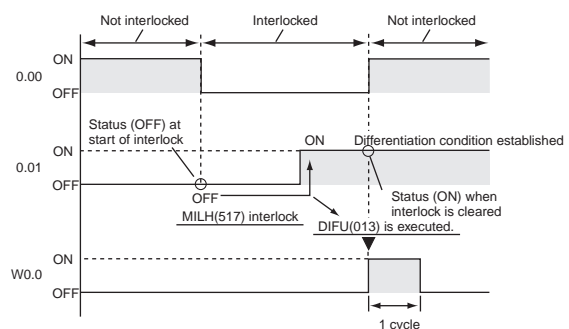 Not interlocked
Interlocked
Not interlocked
0.00
ON
OFF
Status (OFF) at
start of interlock
ON
Differentiation condition established
0.01
ON
OFF
OFF
Status (ON) when
interlock is cleared
MILH(517) interlock
DIFU(013) is executed.
W0.0
ON
OFF
1 cycle